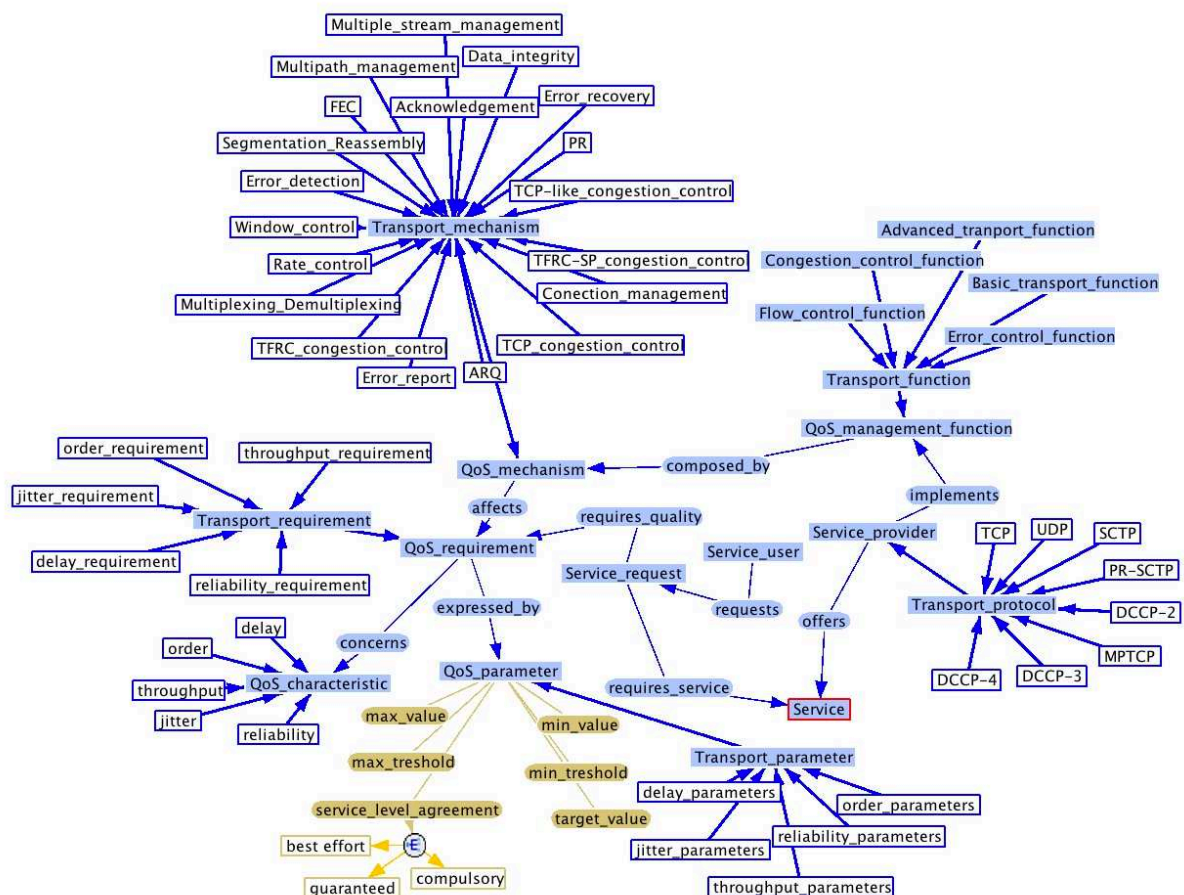 Multiple_stream_management
Data_integrity
Multipath_management
Error_recovery
FEC
Acknowledgement
Segmentation_Reassembly
PR
Error_detection
TCP-like_congestion_control
Window_control
Transport_mechanism
Advanced_tranport_function
Rate_control
TFRC-SP_congestion_control
Congestion_control_function
Basic_transport_function
Multiplexing_Demultiplexing
Conection_management
Flow_control_function
Error_control_function
TFRC_congestion_control
TCP_congestion_control
Error_report
ARQ
Transport_function
QoS_management_function
order_requirement
throughput_requirement
QoS_mechanism
composed_by
jitter_requirement
implements
affects
requires_quality
Transport_requirement
Service_provider
TCP
UDP
SCTP
QoS_requirement
Service_user
delay_requirement
reliability_requirement
Service_request
PR-SCTP
expressed_by
requests
Transport_protocol
DCCP-2
offers
delay
order
concerns
MPTCP
QoS_parameter
DCCP-4
DCCP-3
throughput
QoS_characteristic
requires_service
jitter
reliability
max_value
min_value
Service
max_treshold
min_treshold
Transport_parameter
delay_parameters
order_parameters
service_level_agreement
target_value
reliability_parameters
best effort
E
jitter_parameters
compulsory
guaranteed
throughput_parameters